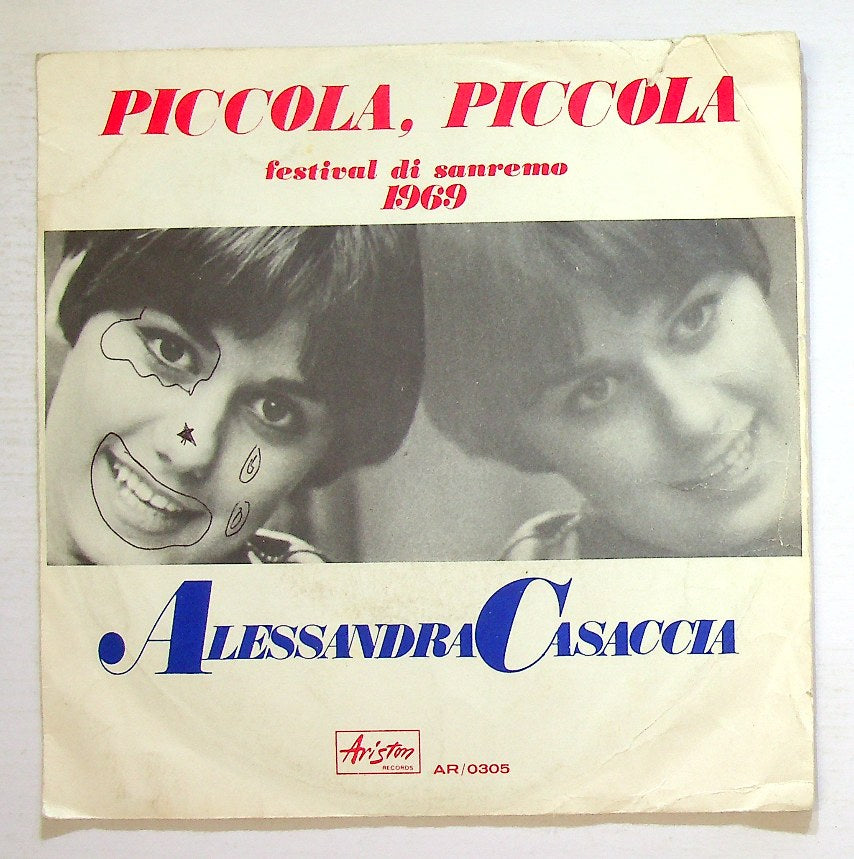 PICCOLA, PICCOLA
festival di sanremo
1969
ALESSANDRA CASACCIA
Ariston
RECORDS
AR/0305